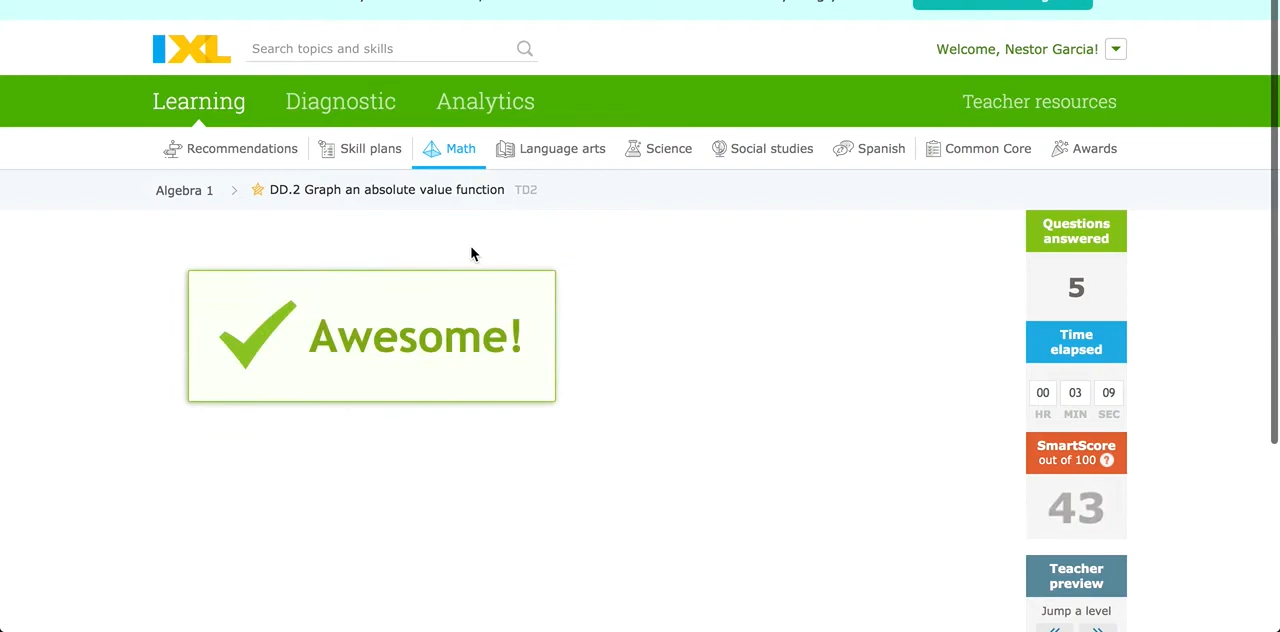 IXL
Search topics and skills
Welcome, Nestor Garcia!
Learning
Diagnostic
Analytics
Teacher resources
Recommendations
Skill plans
Math
Language arts
Science
Social studies
Spanish
Common Core
Awards
Algebra 1 > DD.2 Graph an absolute value function TD2
Awesome!
Questions
answered
5
Time
elapsed
00 03 09
HR MIN SEC
SmartScore
out of 100 ?
43
Teacher
preview
Jump a level